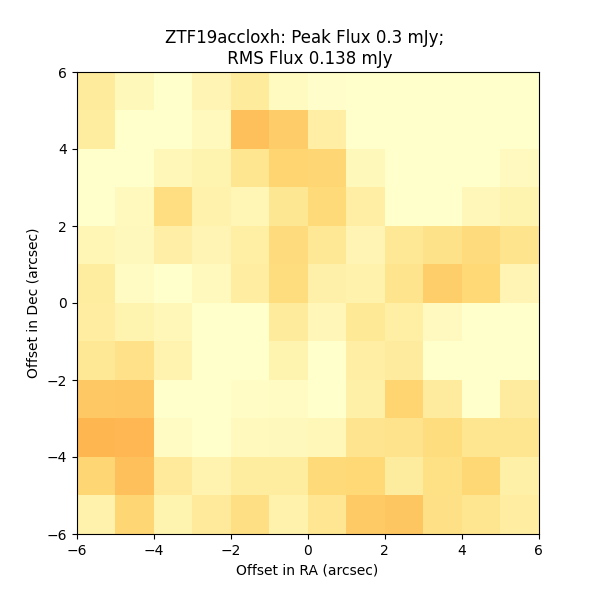 ZTF19accloxh: Peak Flux 0.3 mJy;
RMS Flux 0.138 mJy
6
4
2
0
−2
−4
−6
Offset in Dec (arcsec)
−6 −4 −2 0 2 4 6
Offset in RA (arcsec)